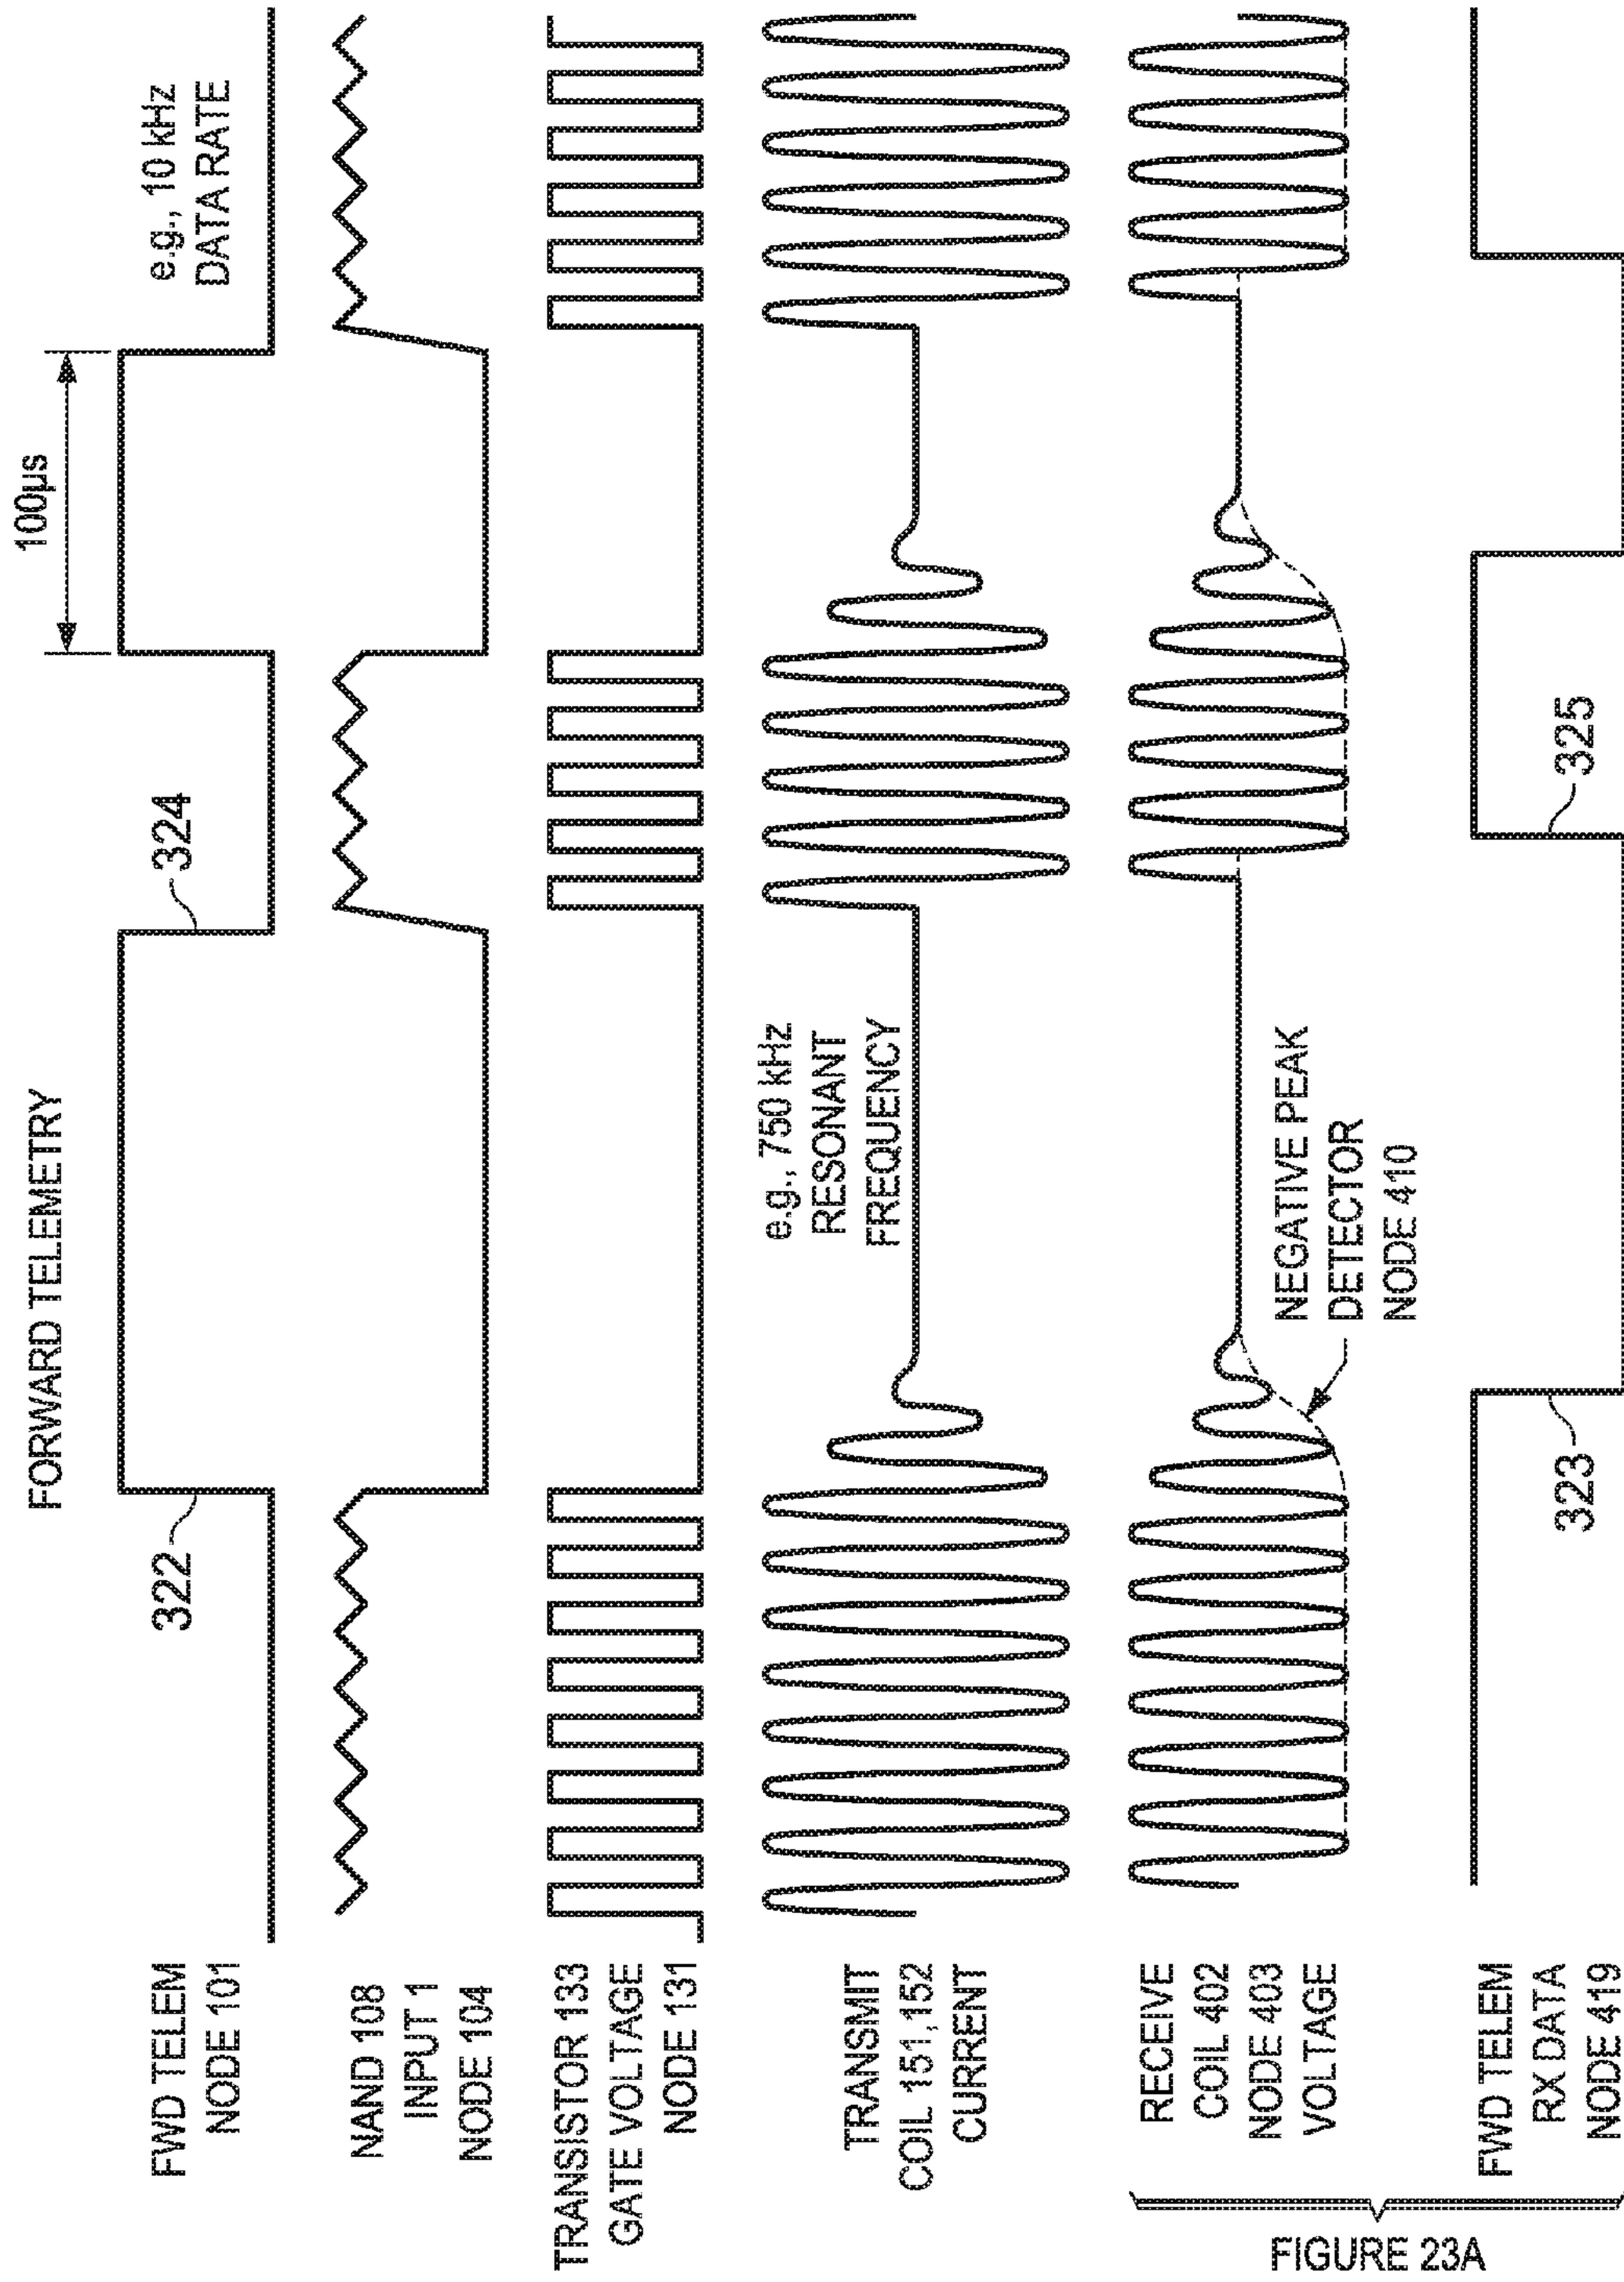 FORWARD TELEMETRY
100µs
e.g., 10 kHz
DATA RATE
322
324
FWD TELEM
NODE 101
NAND 108
INPUT 1
NODE 104
TRANSISTOR 133
GATE VOLTAGE
NODE 131
e.g., 750 kHz
RESONANT
FREQUENCY
TRANSMIT
COIL 151,152
CURRENT
RECEIVE
COIL 402
NODE 403
VOLTAGE
NEGATIVE PEAK
DETECTOR
NODE 410
323
325
FWD TELEM
RX DATA
NODE 419
FIGURE 23A